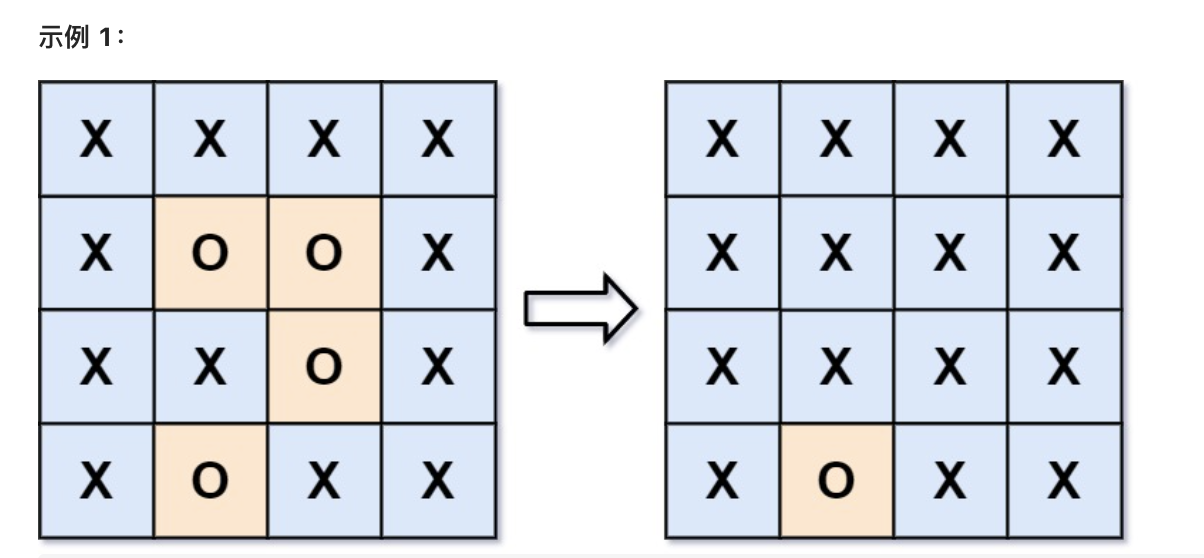 示例 1：
X X X X X X X X
X O O X X X X X
X X O X X X X X
X O X X X O X X